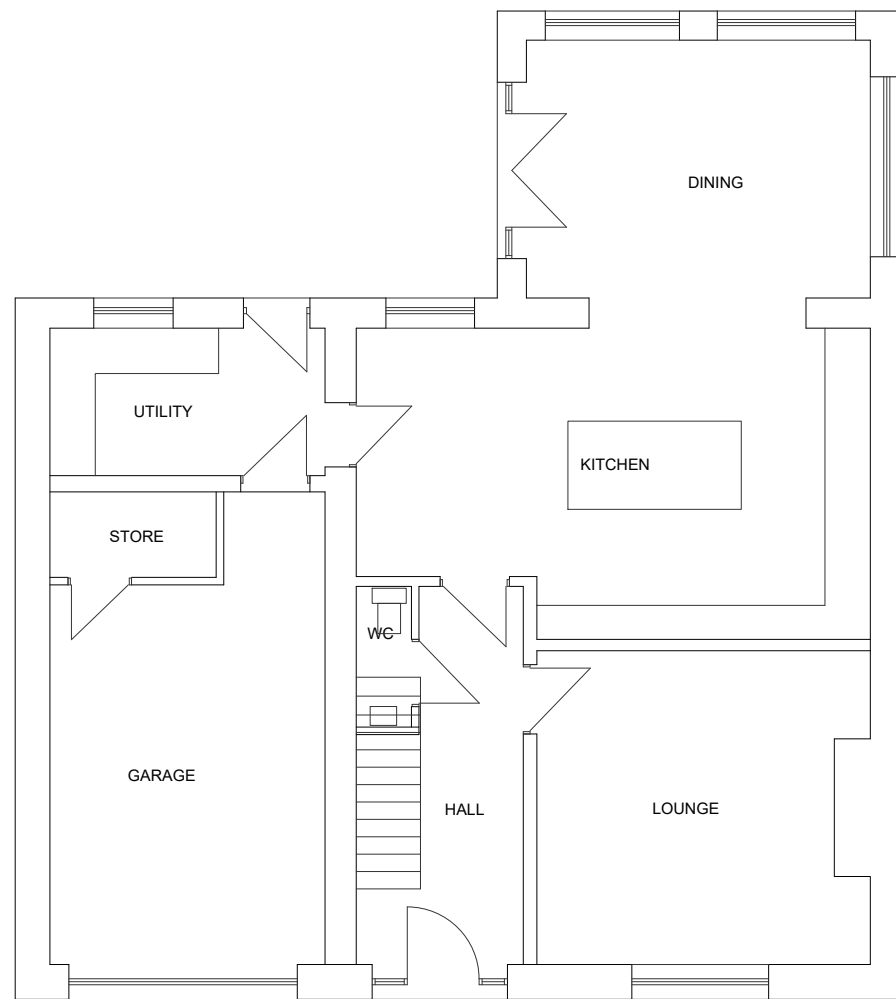 DINING
UTILITY
KITCHEN
STORE
WC
GARAGE
HALL
LOUNGE